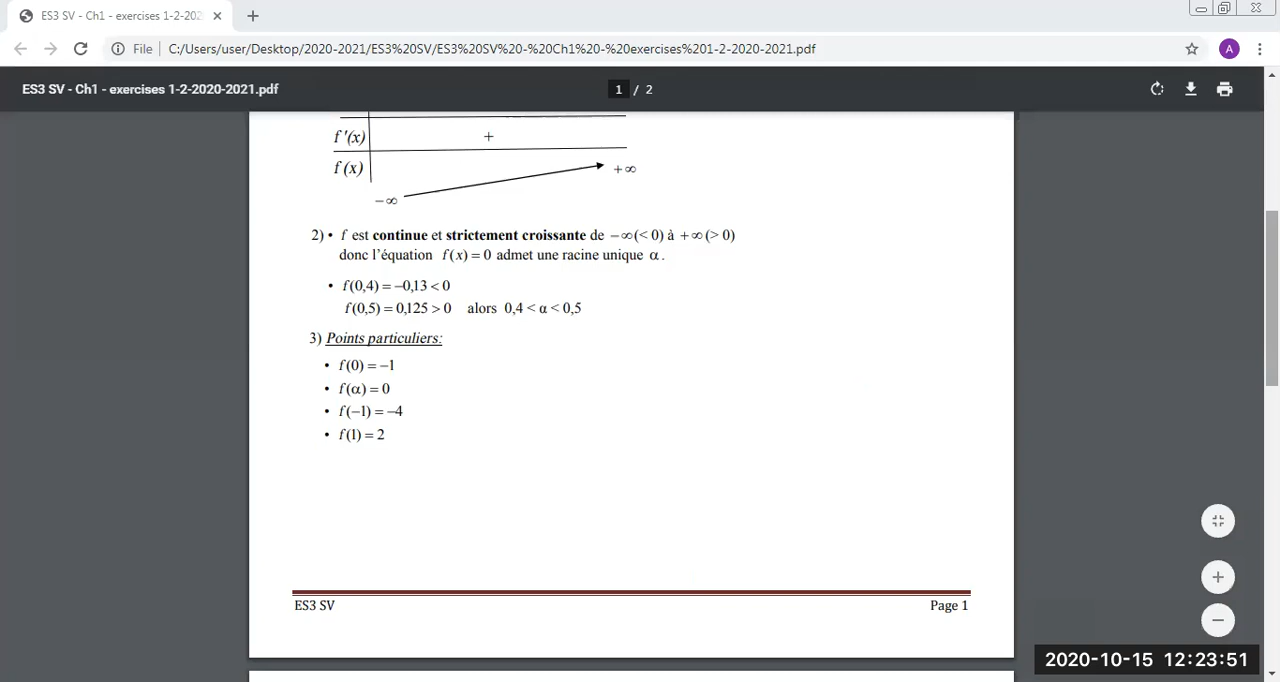 ES3 SV - Ch1 - exercises 1-2-202
File
C:/Users/user/Desktop/2020-2021/ES3%20SV/ES3%20SV%20-%20Ch1%20-%20exercises%201-2-2020-2021.pdf
A
ES3 SV - Ch1 - exercises 1-2-2020-2021.pdf
1 / 2
f '(x) +
f (x) +∞
−∞
2) • f est continue et strictement croissante de −∞(< 0) à +∞(> 0)
donc l'équation f(x) = 0 admet une racine unique α.
• f(0,4) = −0,13 < 0
f(0,5) = 0,125 > 0 alors 0,4 < α < 0,5
3) Points particuliers:
• f(0) = −1
• f(α) = 0
• f(−1) = −4
• f(1) = 2
ES3 SV Page 1
2020-10-15 12:23:51